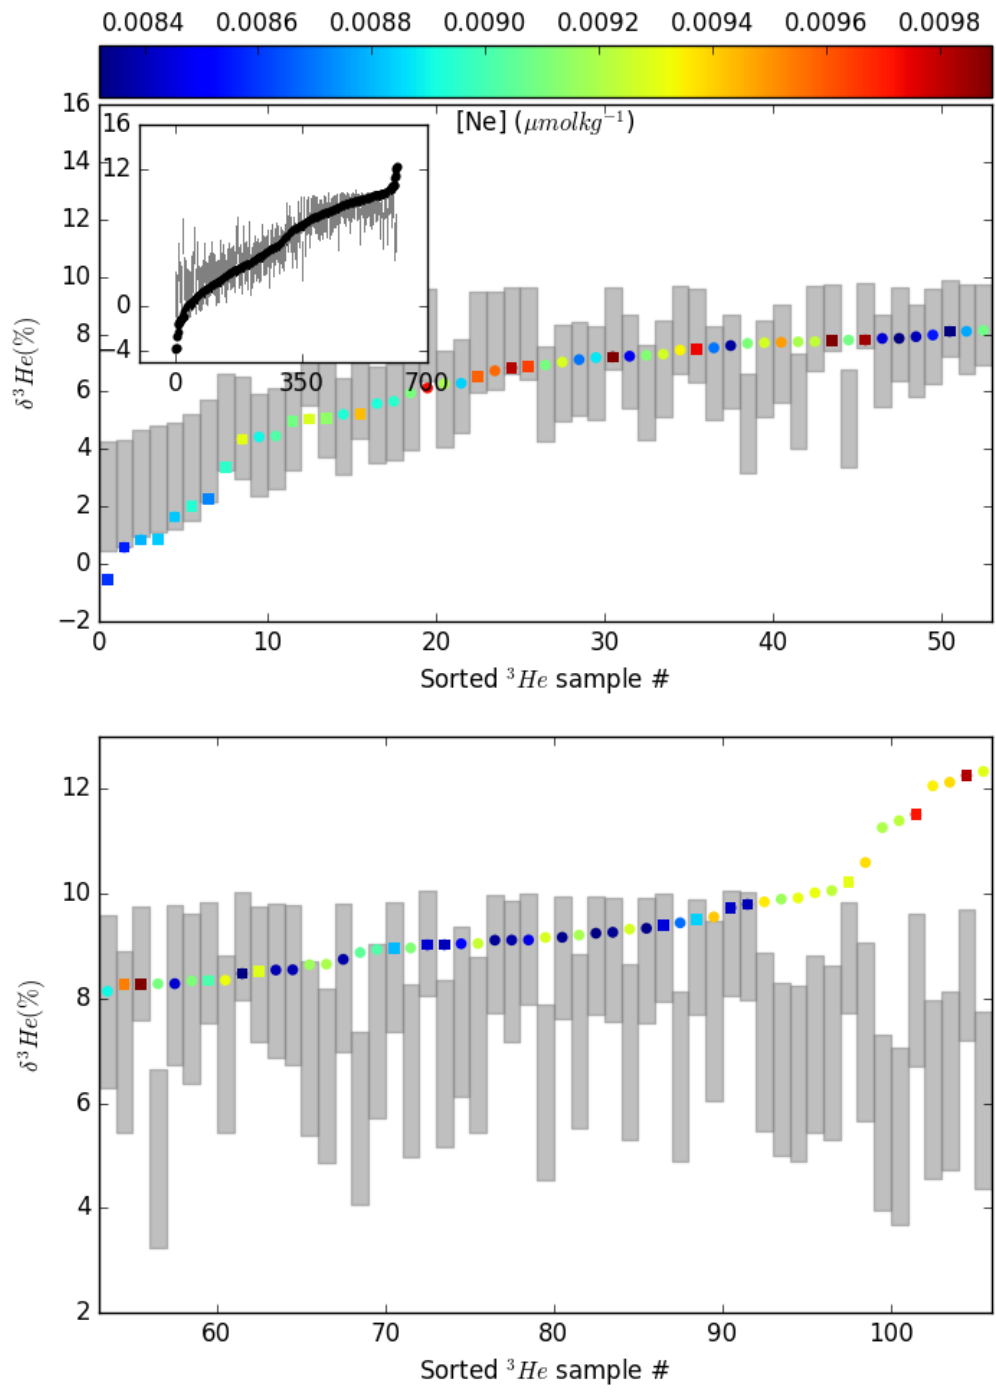 0.0084 0.0086 0.0088 0.0090 0.0092 0.0094 0.0096 0.0098
[Ne] (μmolkg⁻¹)
16
14
12
10
8
6
4
2
0
−2
δ³He(%)
16
12
0
−4
0 350 700
0 10 20 30 40 50
Sorted ³He sample #
12
10
8
6
4
2
δ³He(%)
60 70 80 90 100
Sorted ³He sample #